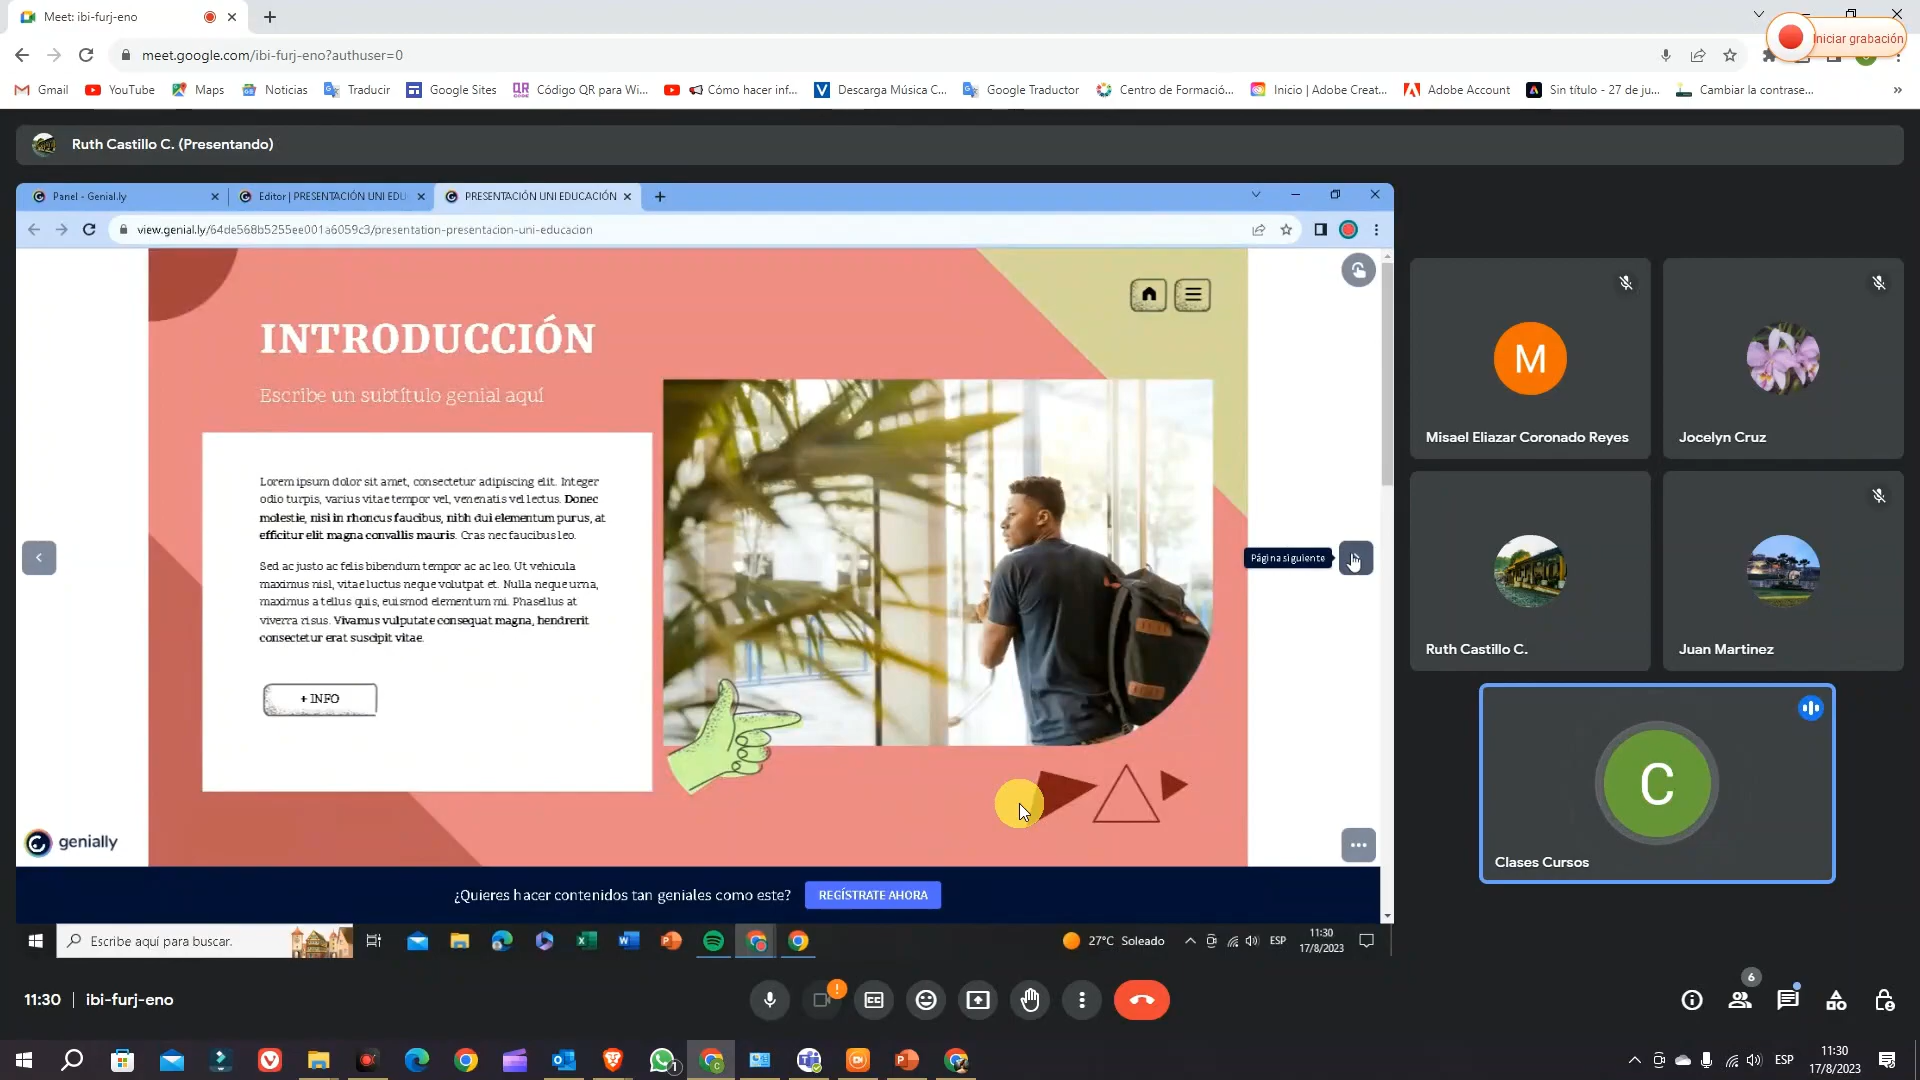 Meet: ibi-furj-eno
Iniciar grabación
meet.google.com/ibi-furj-eno?authuser=0
Gmail
YouTube
Maps
Noticias
Traducir
Google Sites
Código QR para Wi...
Cómo hacer inf...
Descarga Música C...
Google Traductor
Centro de Formació...
Inicio | Adobe Creat...
Adobe Account
Sin título - 27 de ju...
Cambiar la contrase...
Ruth Castillo C. (Presentando)
Panel - Genial.ly
Editor | PRESENTACIÓN UNI EDU
PRESENTACIÓN UNI EDUCACIÓN
view.genial.ly/64de568b5255ee001a6059c3/presentation-presentacion-uni-educacion
INTRODUCCIÓN
Escribe un subtítulo genial aquí
Lorem ipsum dolor sit amet, consectetur adipiscing elit. Integer
odio turpis, varius vitae tempor vel, venenatis vel lectus. Donec
molestie, nisi in rhoncus faucibus, nibh dui elementum purus, at
efficitur elit magna convallis mauris. Cras nec faucibus leo.
Sed ac justo ac felis bibendum tempor ac ac leo. Ut vehicula
maximus nisl, vitae luctus neque volutpat et. Nulla neque urna,
maximus a tellus quis, euismod elementum mi. Phasellus at
viverra risus. Vivamus vulputate consequat magna, hendrerit
consectetur erat suscipit vitae.
+ INFO
Página siguiente
genially
¿Quieres hacer contenidos tan geniales como este?
REGÍSTRATE AHORA
Escribe aquí para buscar.
27°C Soleado
ESP
11:30
17/8/2023
M
Misael Eliazar Coronado Reyes
Jocelyn Cruz
Ruth Castillo C.
Juan Martinez
C
Clases Cursos
11:30 | ibi-furj-eno
6
1
ESP
11:30
17/8/2023